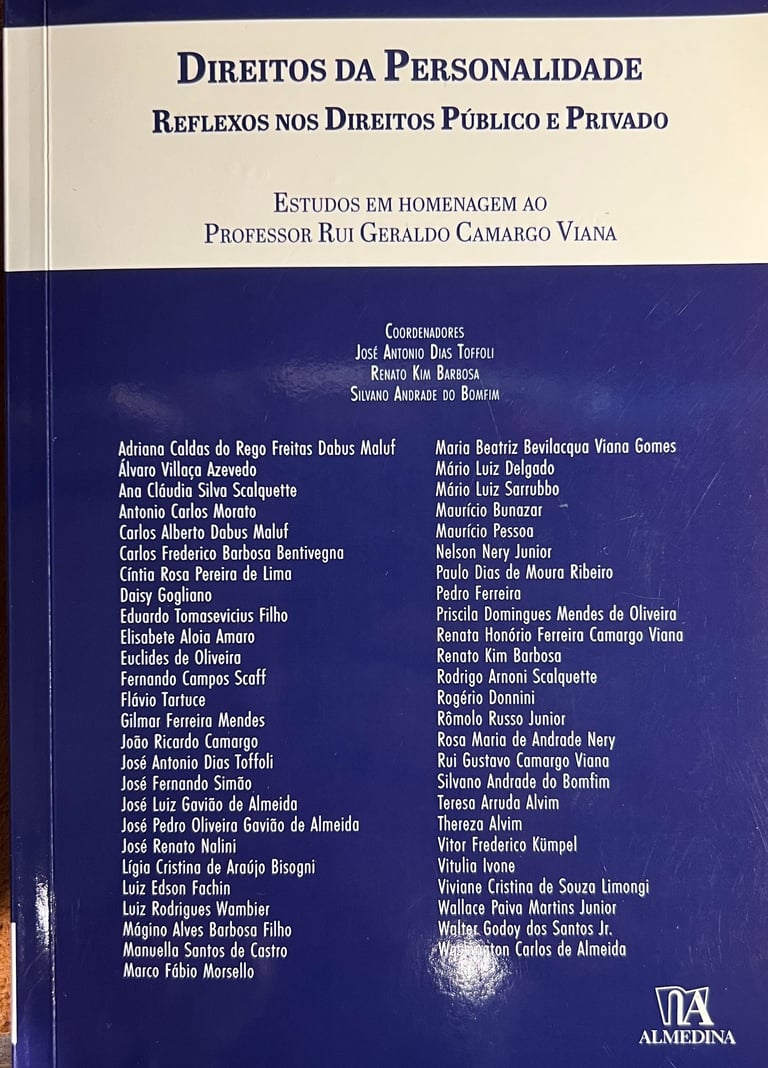 DIREITOS DA PERSONALIDADE
REFLEXOS NOS DIREITOS PÚBLICO E PRIVADO
ESTUDOS EM HOMENAGEM AO
PROFESSOR RUI GERALDO CAMARGO VIANA
COORDENADORES
JOSÉ ANTONIO DIAS TOFFOLI
RENATO KIM BARBOSA
SILVANO ANDRADE DO BOMFIM
Adriana Caldas do Rego Freitas Dabus Maluf
Álvaro Villaça Azevedo
Ana Cláudia Silva Scalquette
Antonio Carlos Morato
Carlos Alberto Dabus Maluf
Carlos Frederico Barbosa Bentivegna
Cíntia Rosa Pereira de Lima
Daisy Gogliano
Eduardo Tomasevicius Filho
Elisabete Aloia Amaro
Euclides de Oliveira
Fernando Campos Scaff
Flávio Tartuce
Gilmar Ferreira Mendes
João Ricardo Camargo
José Antonio Dias Toffoli
José Fernando Simão
José Luiz Gavião de Almeida
José Pedro Oliveira Gavião de Almeida
José Renato Nalini
Lígia Cristina de Araújo Bisogni
Luiz Edson Fachin
Luiz Rodrigues Wambier
Mágino Alves Barbosa Filho
Manuella Santos de Castro
Marco Fábio Morsello
Maria Beatriz Bevilacqua Viana Gomes
Mário Luiz Delgado
Mário Luiz Sarrubbo
Maurício Bunazar
Maurício Pessoa
Nelson Nery Junior
Paulo Dias de Moura Ribeiro
Pedro Ferreira
Priscila Domingues Mendes de Oliveira
Renata Honório Ferreira Camargo Viana
Renato Kim Barbosa
Rodrigo Arnoni Scalquette
Rogério Donnini
Rômolo Russo Junior
Rosa Maria de Andrade Nery
Rui Gustavo Camargo Viana
Silvano Andrade do Bomfim
Teresa Arruda Alvim
Thereza Alvim
Vitor Frederico Kümpel
Vitulia Ivone
Viviane Cristina de Souza Limongi
Wallace Paiva Martins Junior
Walter Godoy dos Santos Jr.
Washington Carlos de Almeida
ALMEDINA